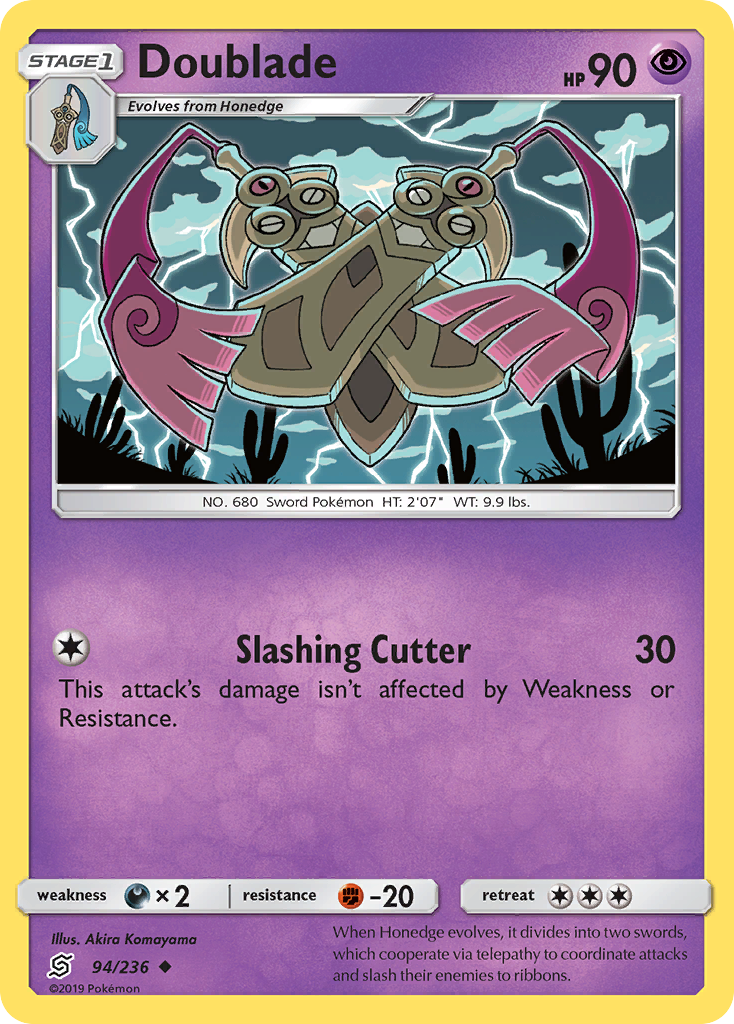 STAGE1
Doublade
HP 90
Evolves from Honedge
NO. 680 Sword Pokémon HT: 2'07" WT: 9.9 lbs.
Slashing Cutter 30
This attack's damage isn't affected by Weakness or
Resistance.
weakness × 2 resistance -20 retreat
Illus. Akira Komayama
94/236
©2019 Pokémon
When Honedge evolves, it divides into two swords,
which cooperate via telepathy to coordinate attacks
and slash their enemies to ribbons.